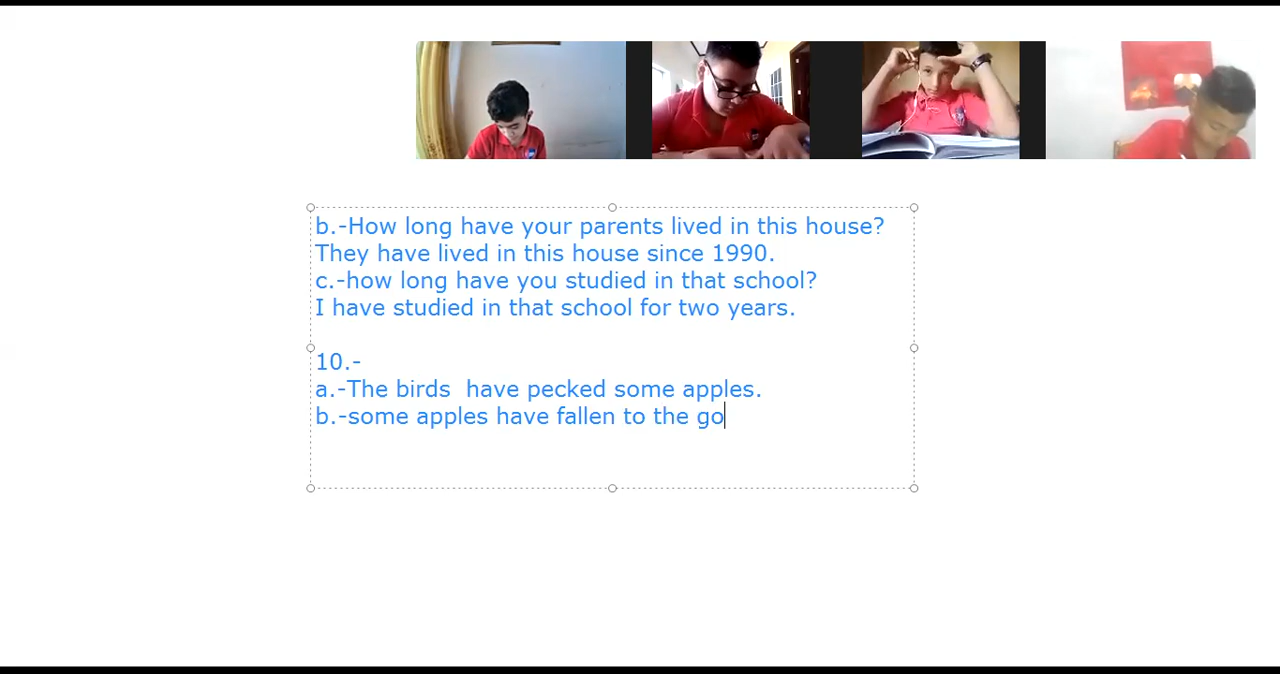 b.-How long have your parents lived in this house?
They have lived in this house since 1990.
c.-how long have you studied in that school?
I have studied in that school for two years.
10.-
a.-The birds  have pecked some apples.
b.-some apples have fallen to the go